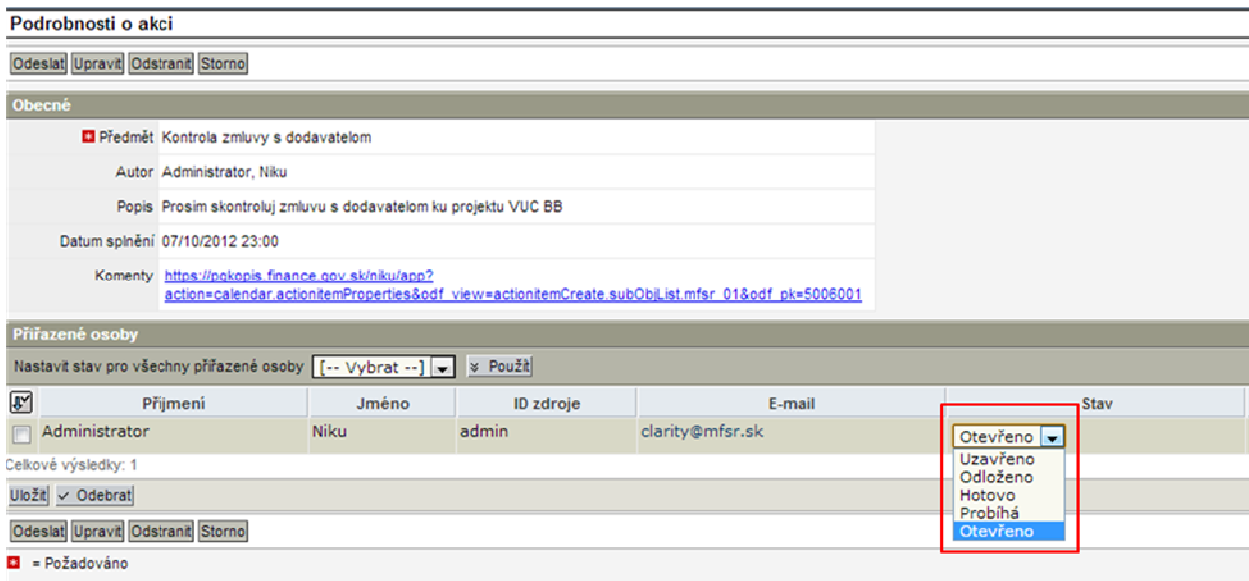 Podrobnosti o akci
Odeslat Upravit Odstranit Storno
Obecné
Předmět Kontrola zmluvy s dodavatelom
Autor Administrator, Niku
Popis Prosim skontroluj zmluvu s dodavatelom ku projektu VUC BB
Datum splnění 07/10/2012 23:00
Komenty https://pgkopis.finance.gov.sk/niku/app?
action=calendar.actionitemProperties&odf_view=actionitemCreate.subObjList.mfsr_01&odf_pk=5006001
Přiřazené osoby
Nastavit stav pro všechny přiřazené osoby [-- Vybrat --] Použít
Příjmení Jméno ID zdroje E-mail Stav
Administrator Niku admin clarity@mfsr.sk Otevřeno
Uzavřeno
Odloženo
Hotovo
Probíhá
Otevřeno
Celkové výsledky: 1
Uložit Odebrat
Odeslat Upravit Odstranit Storno
= Požadováno